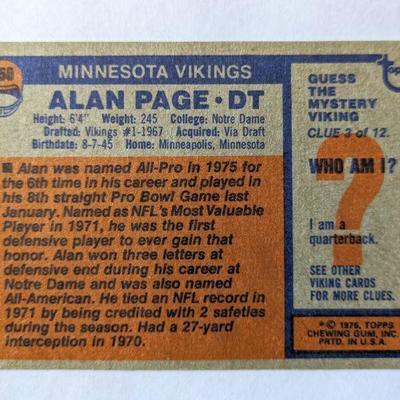 MINNESOTA VIKINGS
ALAN PAGE • DT
Height: 6'4" Weight: 245 College: Notre Dame
Drafted: Vikings #1-1967 Acquired: Via Draft
Birthdate: 8-7-45 Home: Minneapolis, Minnesota
■ Alan was named All-Pro in 1975 for
the 6th time in his career and played in
his 8th straight Pro Bowl Game last
January. Named as NFL's Most Valuable
Player in 1971, he was the first
defensive player to ever gain that
honor. Alan won three letters at
defensive end during his career at
Notre Dame and was also named
All-American. He tied an NFL record in
1971 by being credited with 2 safeties
during the season. Had a 27-yard
interception in 1970.
GUESS
THE
MYSTERY
VIKING
CLUE 3 of 12.
WHO AM I?
?
I am a
quarterback.
SEE OTHER
VIKING CARDS
FOR MORE CLUES.
* © 1976, TOPPS
CHEWING GUM, INC.
PRTD. IN U.S.A.